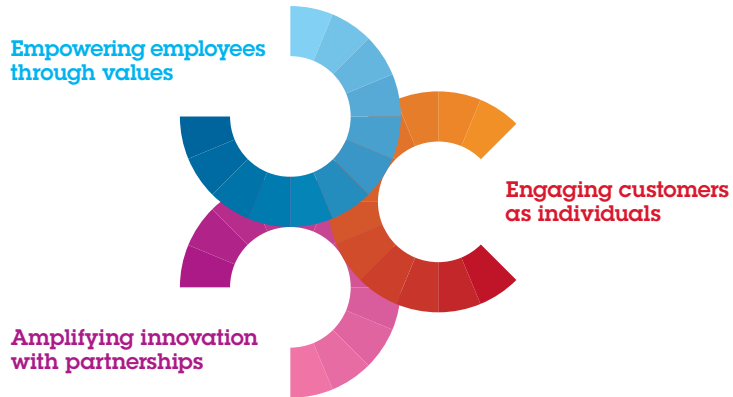 Empowering employees
through values
Engaging customers
as individuals
Amplifying innovation
with partnerships